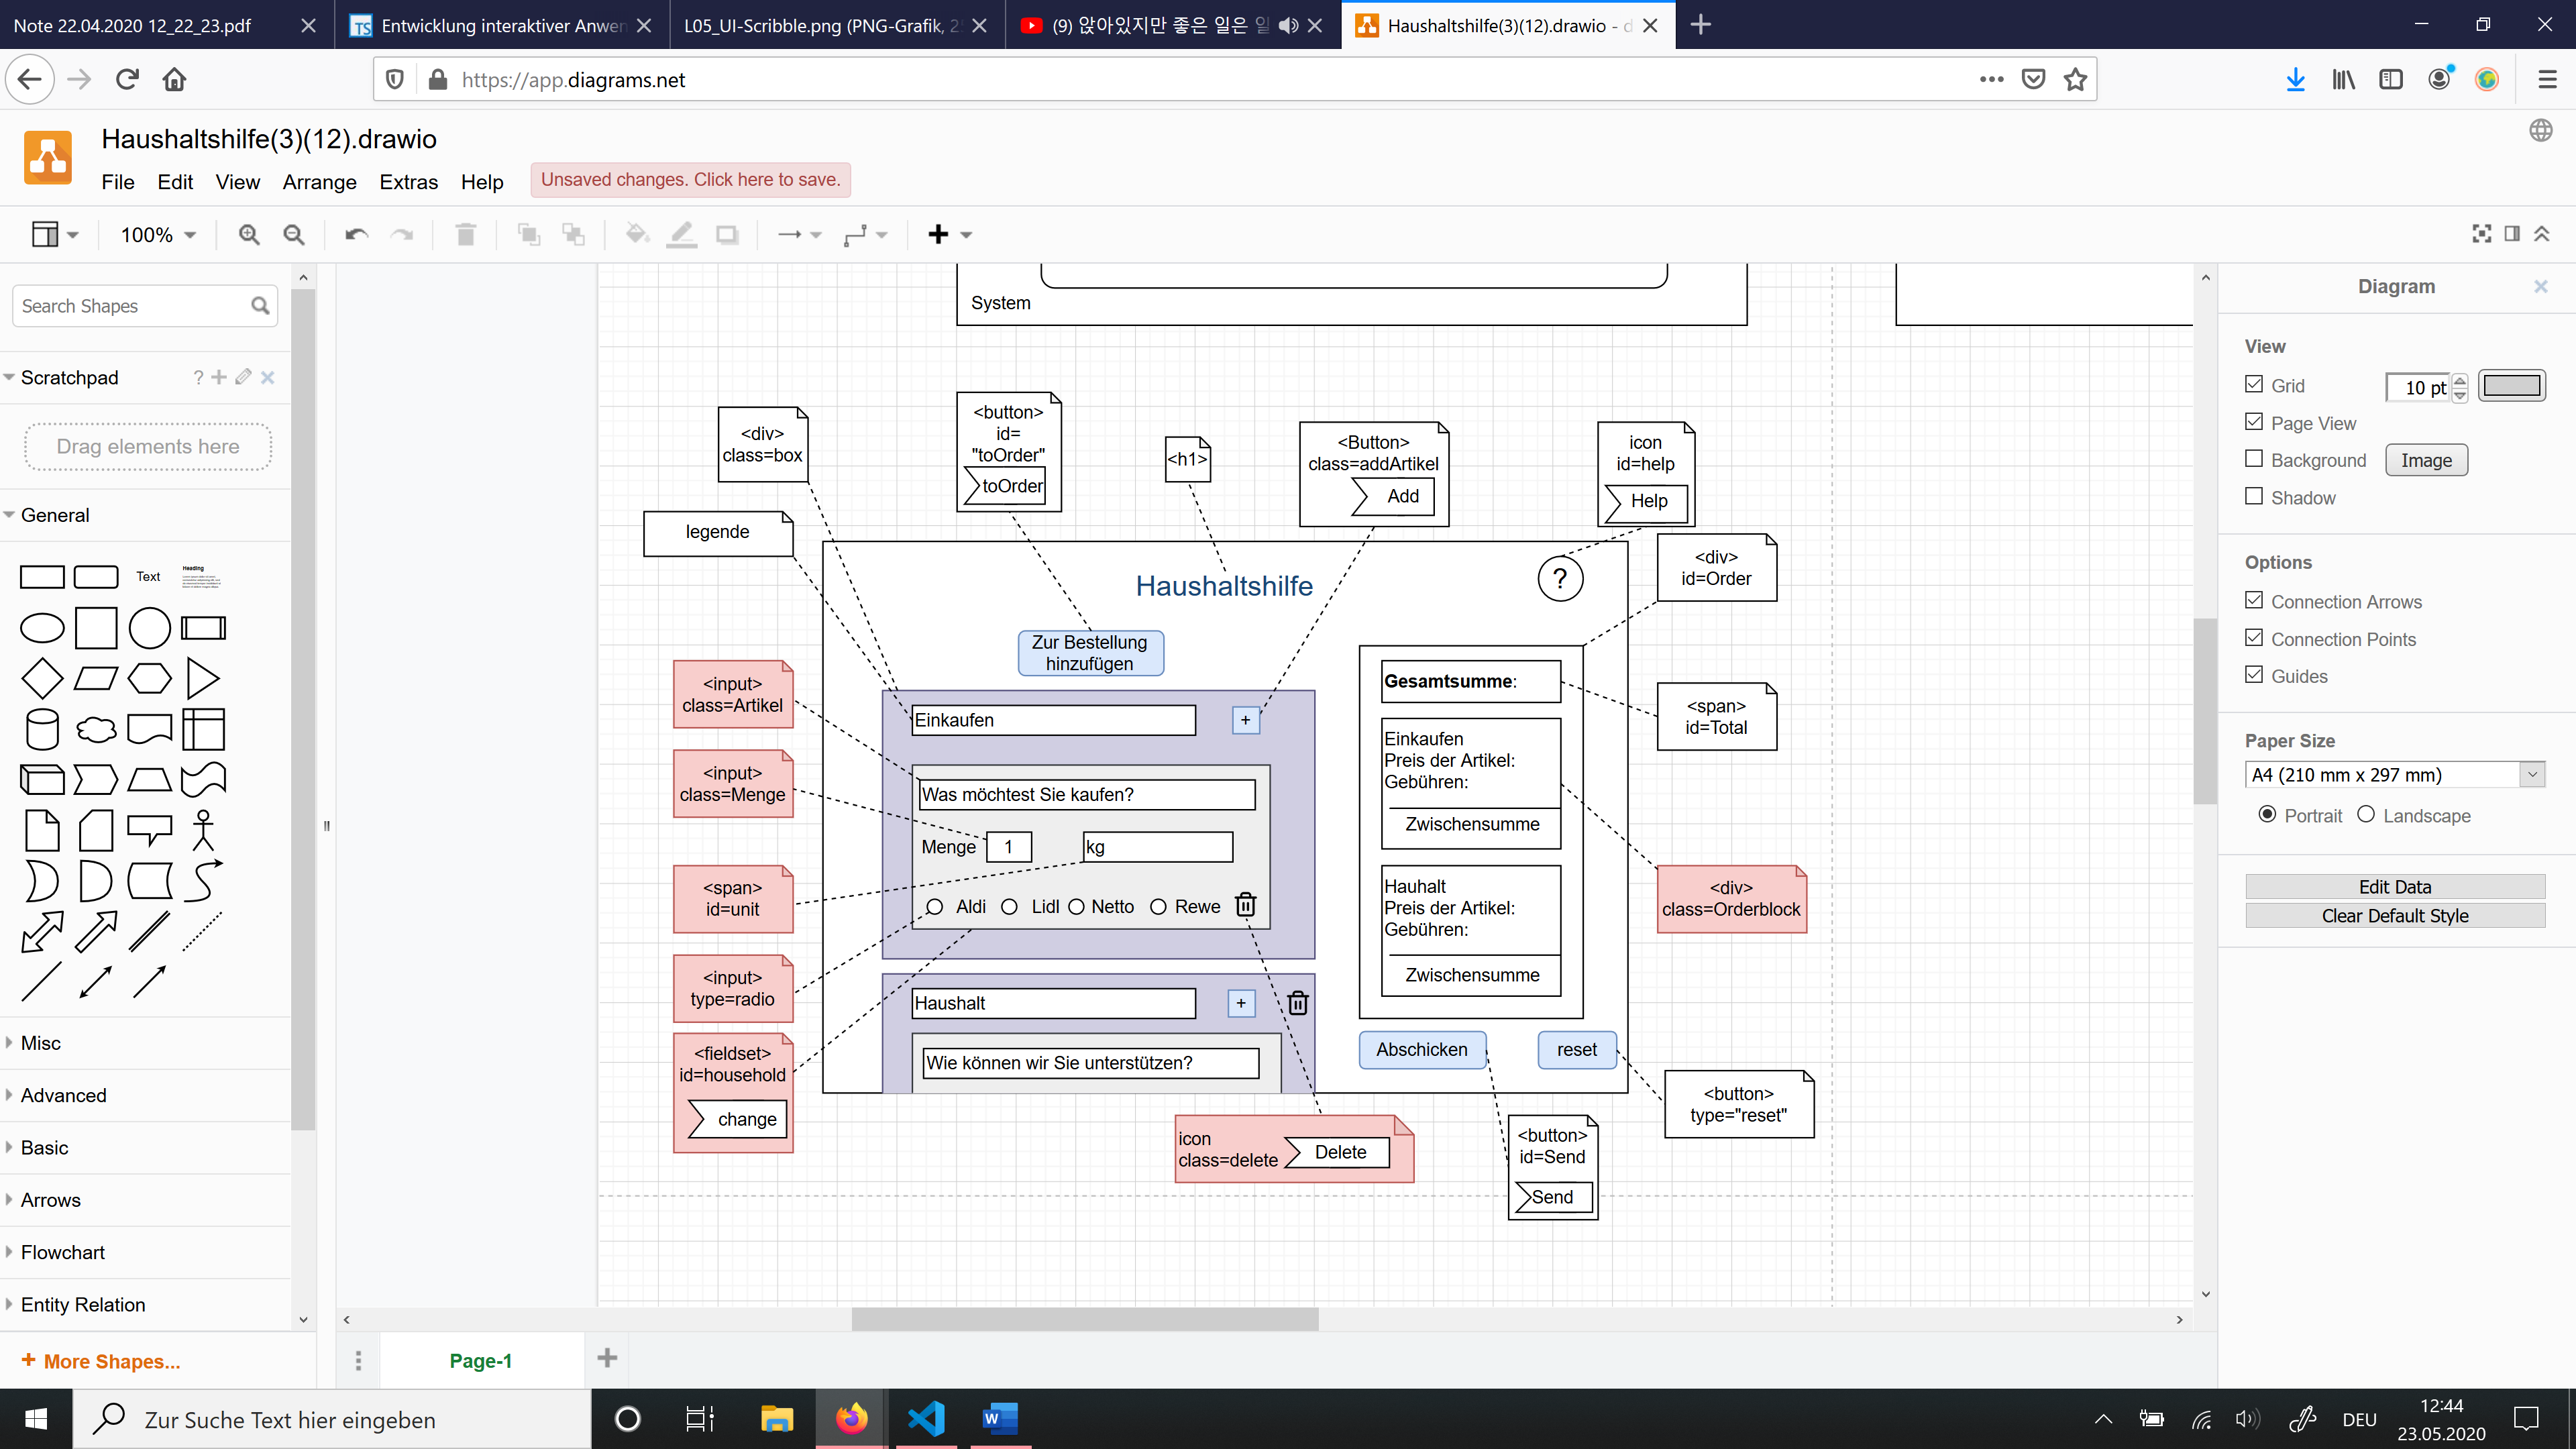 Note 22.04.2020 12_22_23.pdf
Entwicklung interaktiver Anwen
L05_UI-Scribble.png (PNG-Grafik, 2
(9) 앉아있지만 좋은 일은 일
Haushaltshilfe(3)(12).drawio - d
https://app.diagrams.net
Haushaltshilfe(3)(12).drawio
File
Edit
View
Arrange
Extras
Help
Unsaved changes. Click here to save.
100%
Search Shapes
Scratchpad
?
Drag elements here
General
Text
Heading
Misc
Advanced
Basic
Arrows
Flowchart
Entity Relation
More Shapes...
System
<div>
class=box
<button>
id=
"toOrder"
toOrder
<h1>
<Button>
class=addArtikel
Add
icon
id=help
Help
legende
<div>
id=Order
Haushaltshilfe
?
Zur Bestellung
hinzufügen
<input>
class=Artikel
Gesamtsumme:
<span>
id=Total
Einkaufen
+
<input>
class=Menge
Was möchtest Sie kaufen?
Einkaufen
Preis der Artikel:
Gebühren:
Zwischensumme
Menge
1
kg
<span>
id=unit
Aldi
Lidl
Netto
Rewe
Hauhalt
Preis der Artikel:
Gebühren:
Zwischensumme
<div>
class=Orderblock
<input>
type=radio
Haushalt
+
<fieldset>
id=household
change
Wie können wir Sie unterstützen?
Abschicken
reset
<button>
type="reset"
icon
class=delete
Delete
<button>
id=Send
Send
Page-1
Diagram
View
Grid
10 pt
Page View
Background
Image
Shadow
Options
Connection Arrows
Connection Points
Guides
Paper Size
A4 (210 mm x 297 mm)
Portrait
Landscape
Edit Data
Clear Default Style
Zur Suche Text hier eingeben
DEU
12:44
23.05.2020